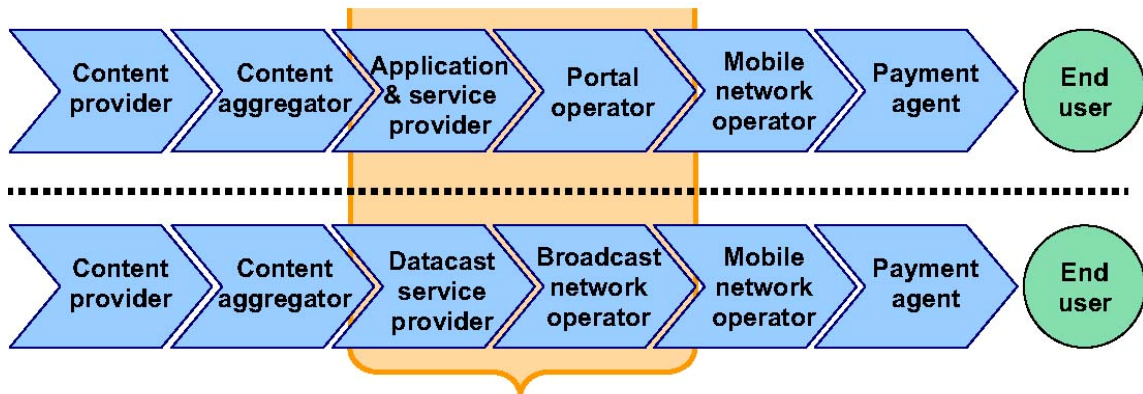 Content
provider
Content
aggregator
Application
& service
provider
Portal
operator
Mobile
network
operator
Payment
agent
End
user
Content
provider
Content
aggregator
Datacast
service
provider
Broadcast
network
operator
Mobile
network
operator
Payment
agent
End
user